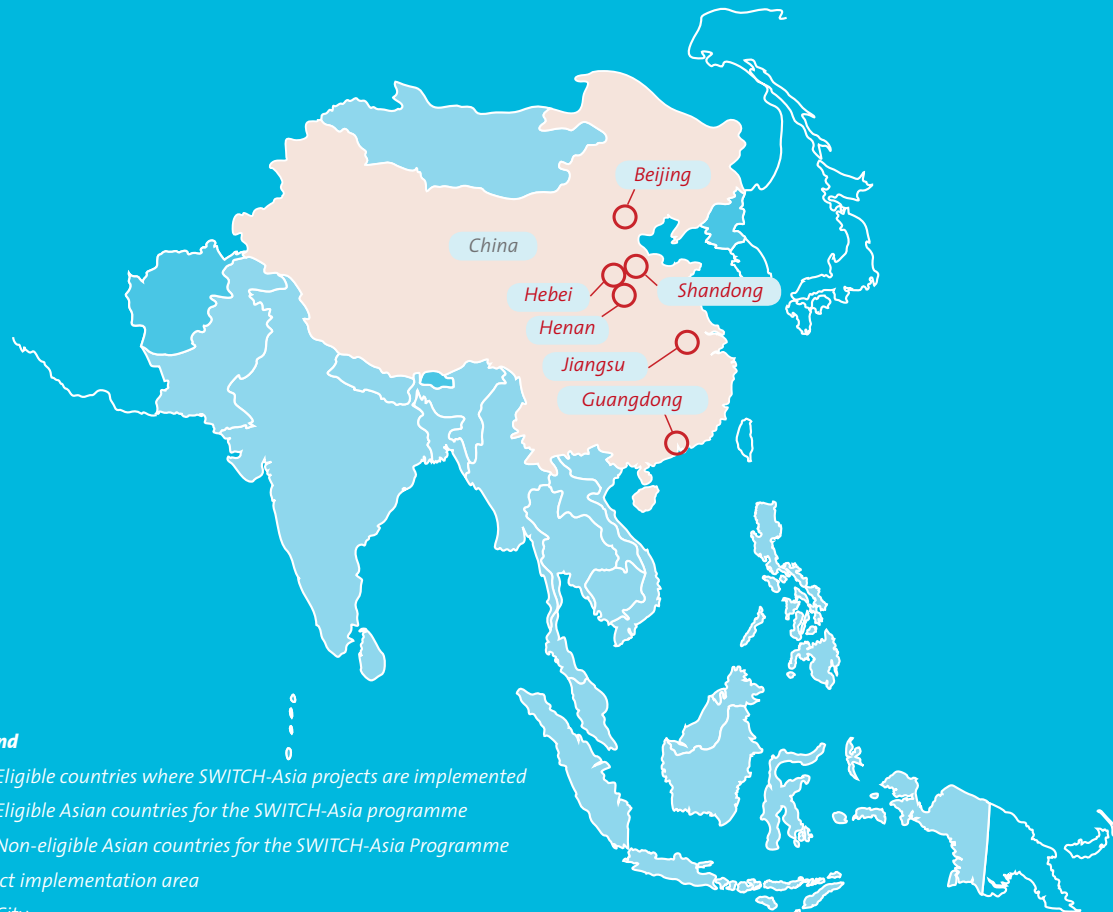 Beijing
China
Hebei
Shandong
Henan
Jiangsu
Guangdong
nd
Eligible countries where SWITCH-Asia projects are implemented
Eligible Asian countries for the SWITCH-Asia programme
Non-eligible Asian countries for the SWITCH-Asia Programme
ct implementation area